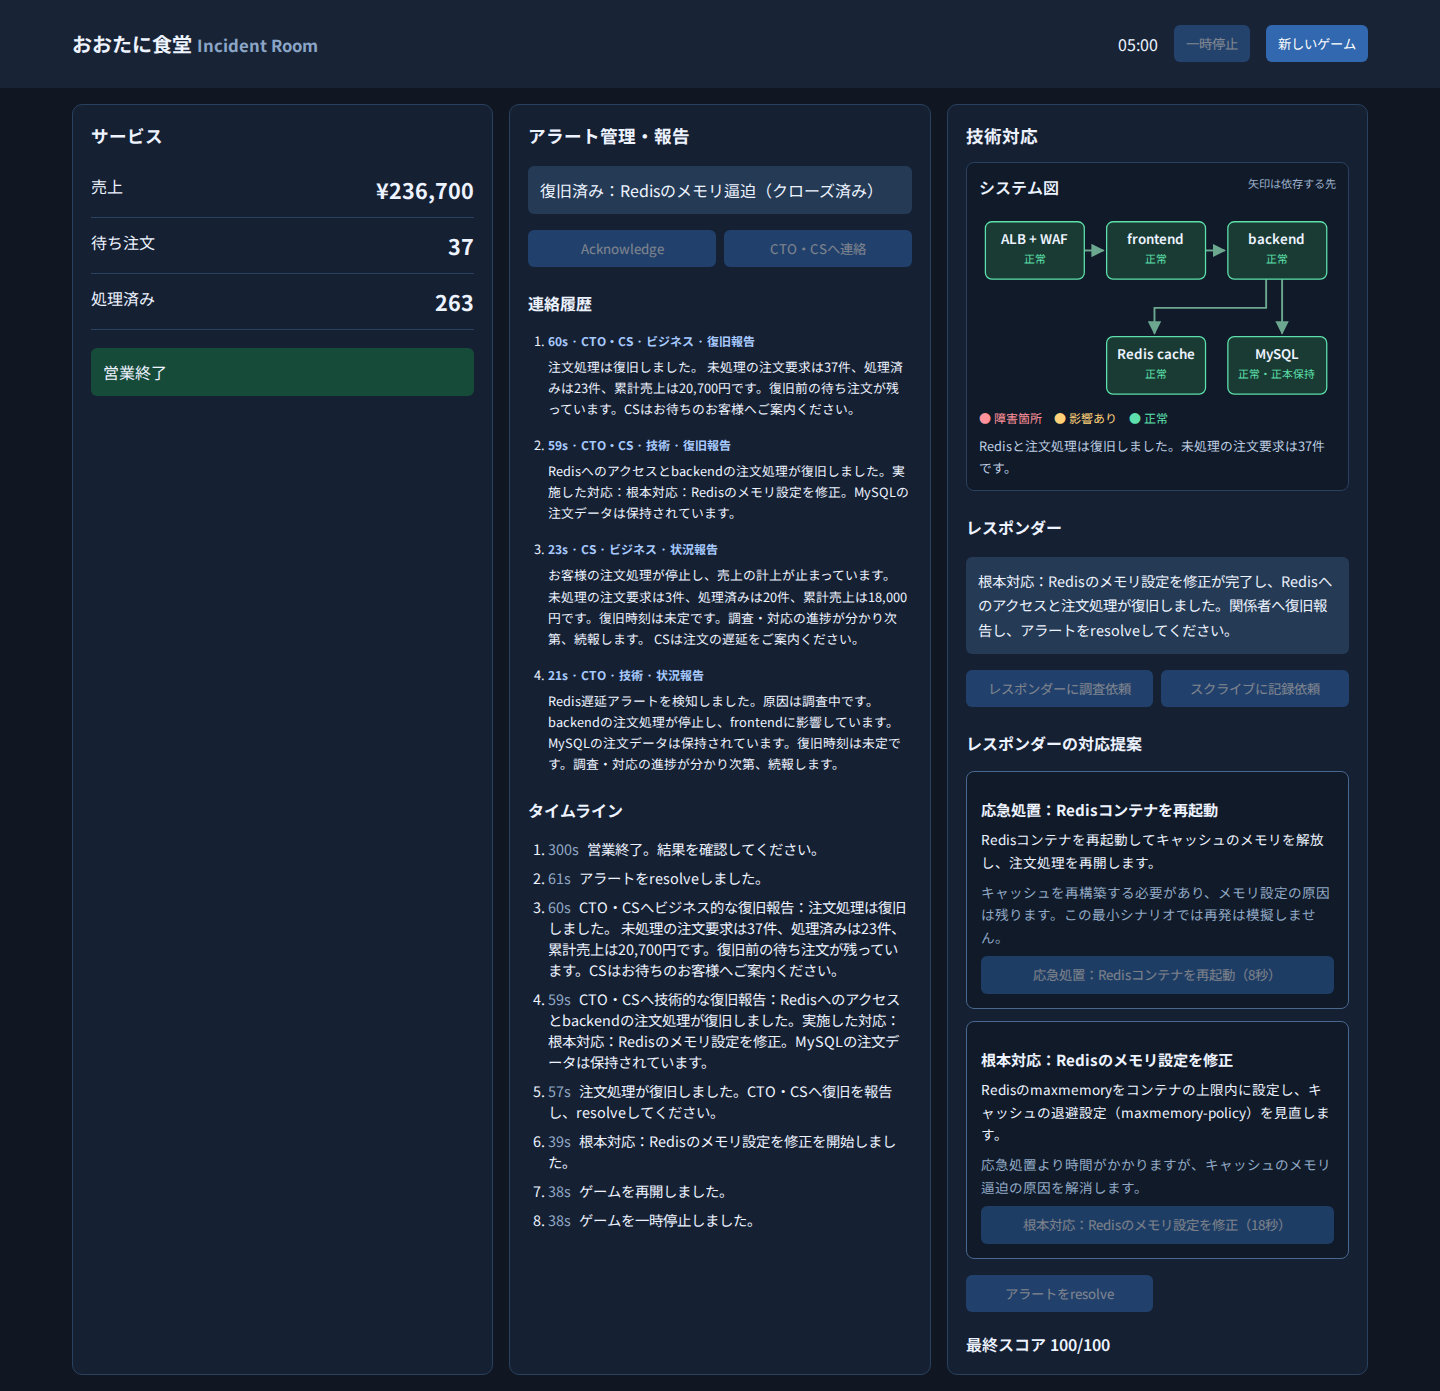 おおたに食堂 Incident Room
05:00
一時停止
新しいゲーム
サービス
売上
¥236,700
待ち注文
37
処理済み
263
営業終了
アラート管理・報告
復旧済み：Redisのメモリ逼迫（クローズ済み）
Acknowledge
CTO・CSへ連絡
連絡履歴
1. 60s · CTO・CS · ビジネス · 復旧報告
注文処理は復旧しました。 未処理の注文要求は37件、処理済
みは23件、累計売上は20,700円です。復旧前の待ち注文が残
っています。CSはお待ちのお客様へご案内ください。
2. 59s · CTO・CS · 技術 · 復旧報告
RedisへのアクセスとbackendのA注文処理が復旧しました。実
施した対応：根本対応：Redisのメモリ設定を修正。MySQLの
注文データは保持されています。
3. 23s · CS · ビジネス · 状況報告
お客様の注文処理が停止し、売上の計上が止まっています。
未処理の注文要求は3件、処理済みは20件、累計売上は18,000
円です。復旧時刻は未定です。調査・対応の進捗が分かり次
第、続報します。 CSは注文の遅延をご案内ください。
4. 21s · CTO · 技術 · 状況報告
Redis遅延アラートを検知しました。原因は調査中です。
backendの注文処理が停止し、frontendに影響しています。
MySQLの注文データは保持されています。復旧時刻は未定で
す。調査・対応の進捗が分かり次第、続報します。
タイムライン
1. 300s 営業終了。結果を確認してください。
2. 61s アラートをresolveしました。
3. 60s CTO・CSへビジネス的な復旧報告：注文処理は復旧
しました。 未処理の注文要求は37件、処理済みは23件、
累計売上は20,700円です。復旧前の待ち注文が残ってい
ます。CSはお待ちのお客様へご案内ください。
4. 59s CTO・CSへ技術的な復旧報告：Redisへのアクセス
とbackendの注文処理が復旧しました。実施した対応：
根本対応：Redisのメモリ設定を修正。MySQLの注文デ
ータは保持されています。
5. 57s 注文処理が復旧しました。CTO・CSへ復旧を報告
し、resolveしてください。
6. 39s 根本対応：Redisのメモリ設定を修正を開始しまし
た。
7. 38s ゲームを再開しました。
8. 38s ゲームを一時停止しました。
技術対応
システム図
矢印は依存する先
ALB + WAF
正常
frontend
正常
backend
正常
Redis cache
正常
MySQL
正常・正本保持
障害箇所 影響あり 正常
Redisと注文処理は復旧しました。未処理の注文要求は37件
です。
レスポンダー
根本対応：Redisのメモリ設定を修正が完了し、Redisへ
のアクセスと注文処理が復旧しました。関係者へ復旧報
告し、アラートをresolveしてください。
レスポンダーに調査依頼
スクライブに記録依頼
レスポンダーの対応提案
応急処置：Redisコンテナを再起動
Redisコンテナを再起動してキャッシュのメモリを解放
し、注文処理を再開します。
キャッシュを再構築する必要があり、メモリ設定の原因
は残ります。この最小シナリオでは再発は模擬しませ
ん。
応急処置：Redisコンテナを再起動（8秒）
根本対応：Redisのメモリ設定を修正
Redisのmaxmemoryをコンテナの上限内に設定し、キ
ャッシュの退避設定（maxmemory-policy）を見直しま
す。
応急処置より時間がかかりますが、キャッシュのメモリ
逼迫の原因を解消します。
根本対応：Redisのメモリ設定を修正（18秒）
アラートをresolve
最終スコア 100/100